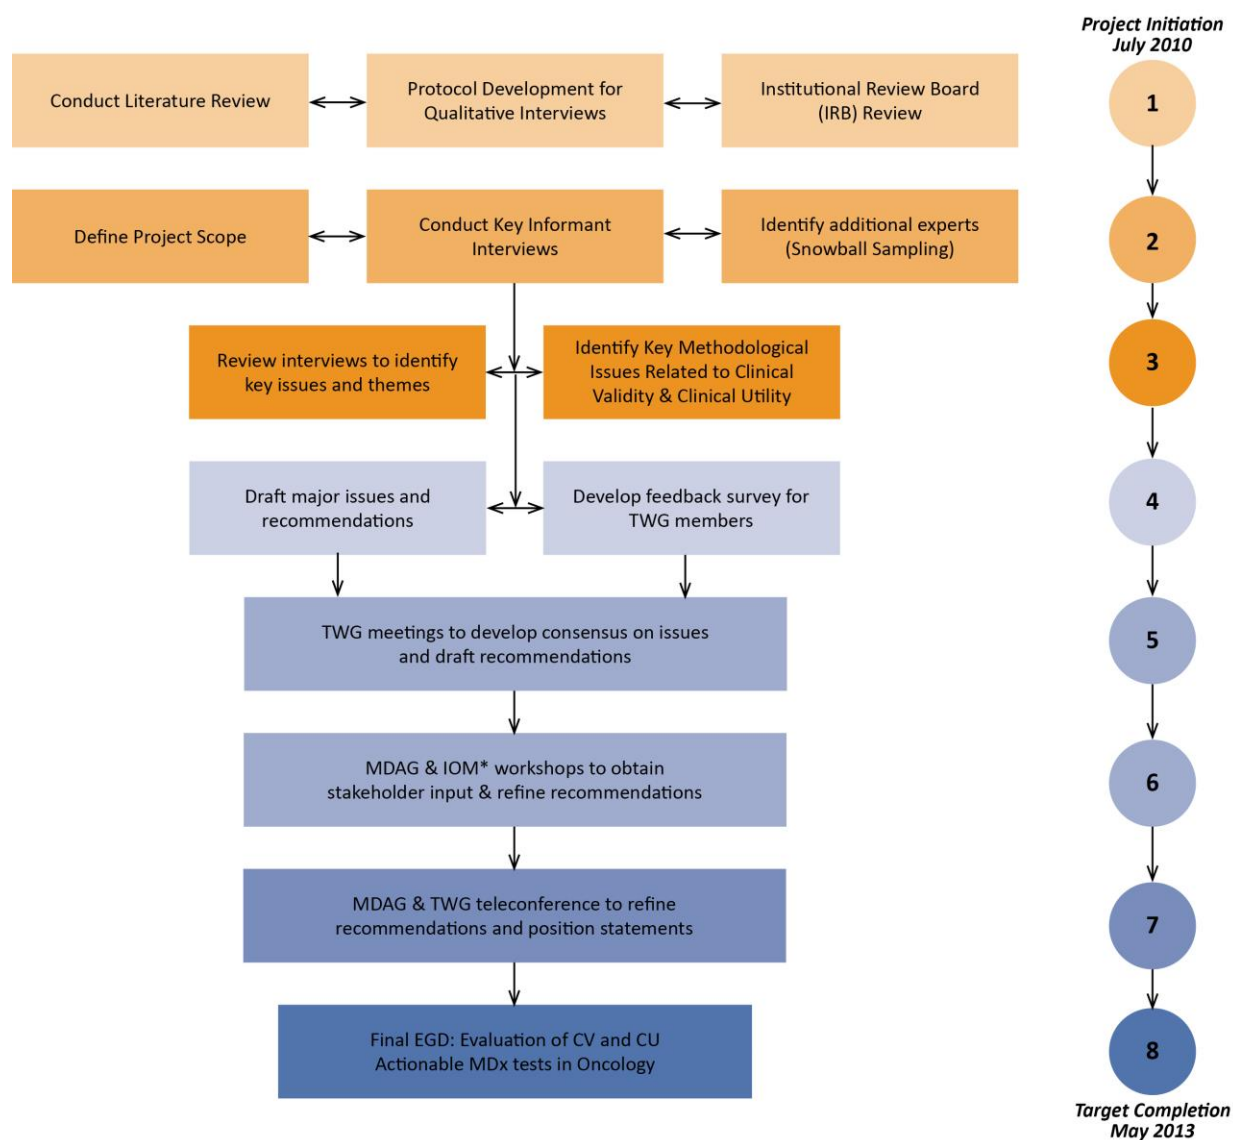 Project Initiation
July 2010
Conduct Literature Review
Protocol Development for
Qualitative Interviews
Institutional Review Board
(IRB) Review
1
Define Project Scope
Conduct Key Informant
Interviews
Identify additional experts
(Snowball Sampling)
2
Review interviews to identify
key issues and themes
Identify Key Methodological
Issues Related to Clinical
Validity & Clinical Utility
3
Draft major issues and
recommendations
Develop feedback survey for
TWG members
4
TWG meetings to develop consensus on issues
and draft recommendations
5
MDAG & IOM* workshops to obtain
stakeholder input & refine recommendations
6
MDAG & TWG teleconference to refine
recommendations and position statements
7
Final EGD: Evaluation of CV and CU
Actionable MDx tests in Oncology
8
Target Completion
May 2013